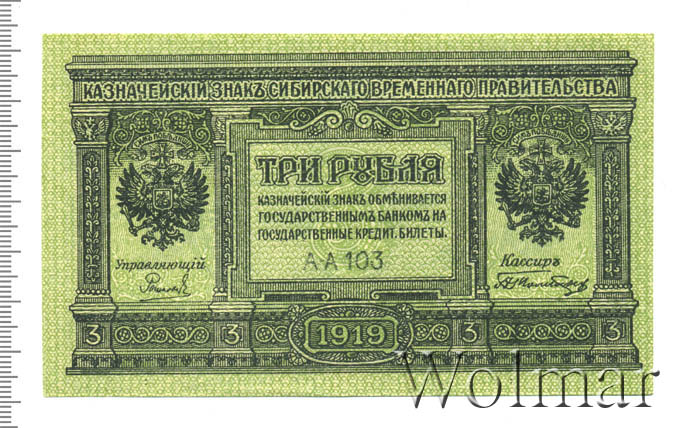 КАЗНАЧЕЙСКІЙ ЗНАКЪ СИБИРСКАГО ВРЕМЕННАГО ПРАВИТЕЛЬСТВА
ТРИ РУБЛЯ
КАЗНАЧЕЙСКІЙ ЗНАКЪ ОБМѢНИВАЕТСЯ
ГОСУДАРСТВЕННЫМЪ БАНКОМЪ НА
ГОСУДАРСТВЕННЫЕ КРЕДИТ. БИЛЕТЫ.
АА 103
Управляющій
Кассиръ
3 3 1919 3 3
Wolmar